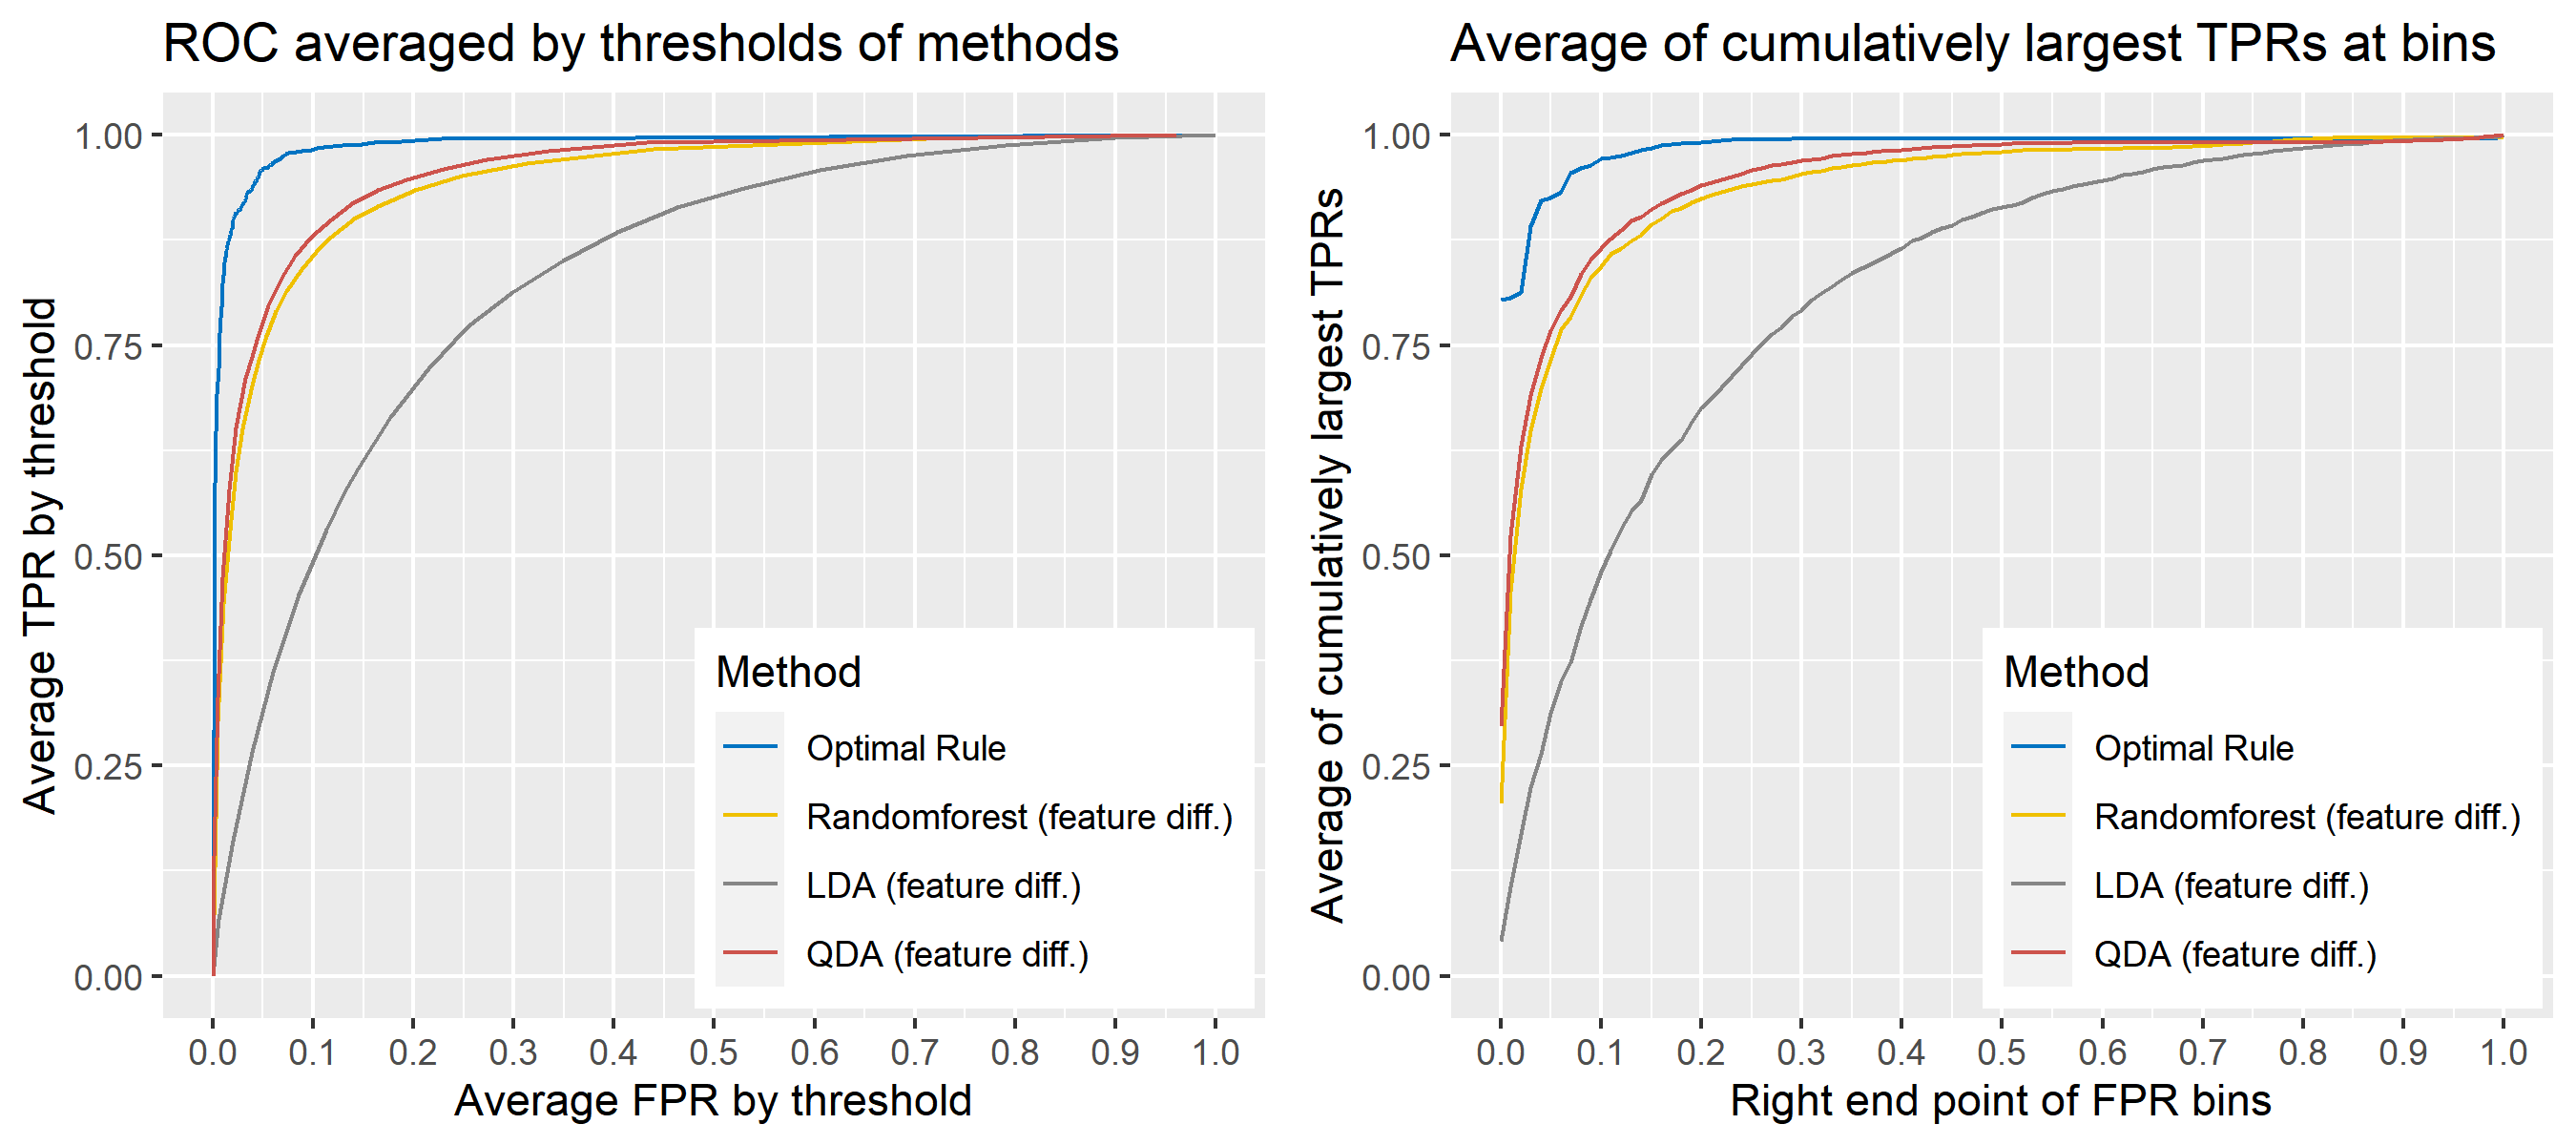 ROC averaged by thresholds of methods
Average TPR by threshold
1.00
0.75
0.50
0.25
0.00
Method
Optimal Rule
Randomforest (feature diff.)
LDA (feature diff.)
QDA (feature diff.)
0.0 0.1 0.2 0.3 0.4 0.5 0.6 0.7 0.8 0.9 1.0
Average FPR by threshold
Average of cumulatively largest TPRs at bins
Average of cumulatively largest TPRs
1.00
0.75
0.50
0.25
0.00
Method
Optimal Rule
Randomforest (feature diff.)
LDA (feature diff.)
QDA (feature diff.)
0.0 0.1 0.2 0.3 0.4 0.5 0.6 0.7 0.8 0.9 1.0
Right end point of FPR bins